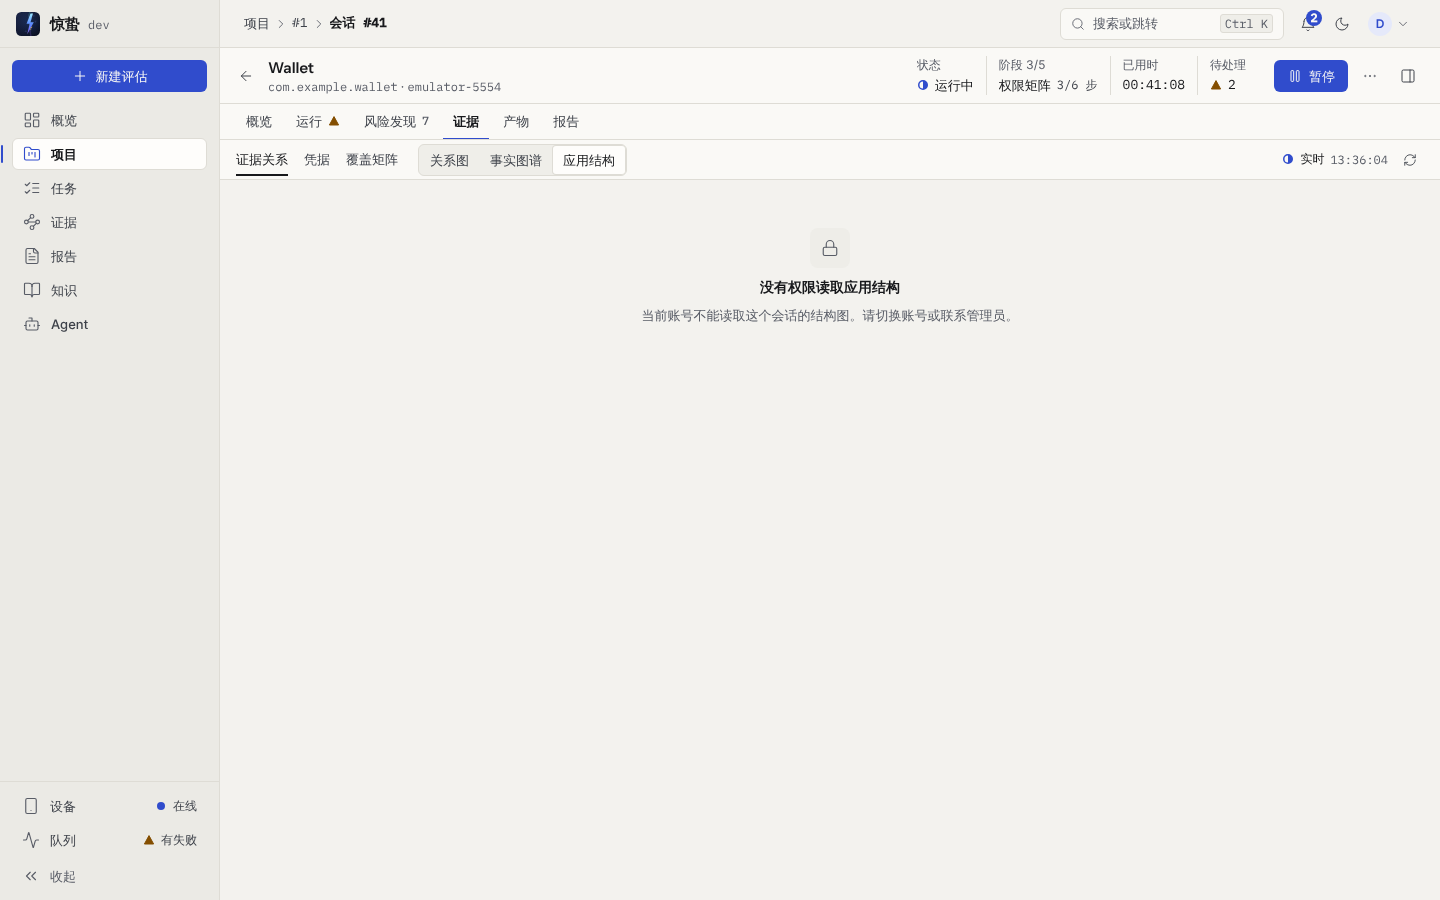 惊蛰 dev
项目 > #1 > 会话 #41
搜索或跳转 Ctrl K
2
D
新建评估
概览
项目
任务
证据
报告
知识
Agent
Wallet
com.example.wallet · emulator-5554
状态
运行中
阶段 3/5
权限矩阵 3/6 步
已用时
00:41:08
待处理
2
暂停
概览 运行 风险发现 7 证据 产物 报告
证据关系 凭据 覆盖矩阵 关系图 事实图谱 应用结构
实时 13:36:04
没有权限读取应用结构
当前账号不能读取这个会话的结构图。请切换账号或联系管理员。
设备 在线
队列 有失败
收起